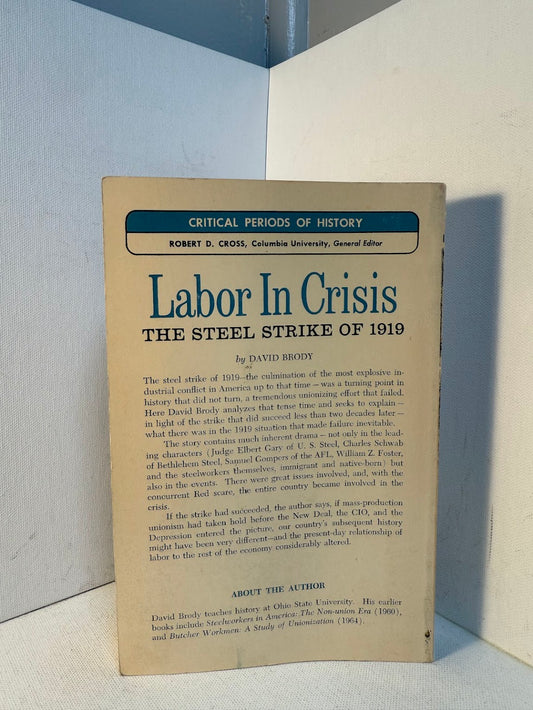 CRITICAL PERIODS OF HISTORY
ROBERT D. CROSS, Columbia University, General Editor
Labor In Crisis
THE STEEL STRIKE OF 1919
by DAVID BRODY
The steel strike of 1919—the culmination of the most explosive in-
dustrial conflict in America up to that time—was a turning point in
history that did not turn, a tremendous unionizing effort that failed.
Here David Brody analyzes that tense time and seeks to explain—
in light of the strike that did succeed less than two decades later—
what there was in the 1919 situation that made failure inevitable.
The story contains much inherent drama—not only in the lead-
ing characters (Judge Elbert Gary of U. S. Steel, Charles Schwab
of Bethlehem Steel, Samuel Gompers of the AFL, William Z. Foster,
and the steelworkers themselves, immigrant and native-born) but
also in the events. There were great issues involved, and, with the
concurrent Red scare, the entire country became involved in the
crisis.
If the strike had succeeded, the author says, if mass-production
unionism had taken hold before the New Deal, the CIO, and the
Depression entered the picture, our country's subsequent history
might have been very different—and the present-day relationship of
labor to the rest of the economy considerably altered.
ABOUT THE AUTHOR
David Brody teaches history at Ohio State University. His earlier
books include Steelworkers in America: The Non-union Era (1960),
and Butcher Workmen: A Study of Unionization (1964).